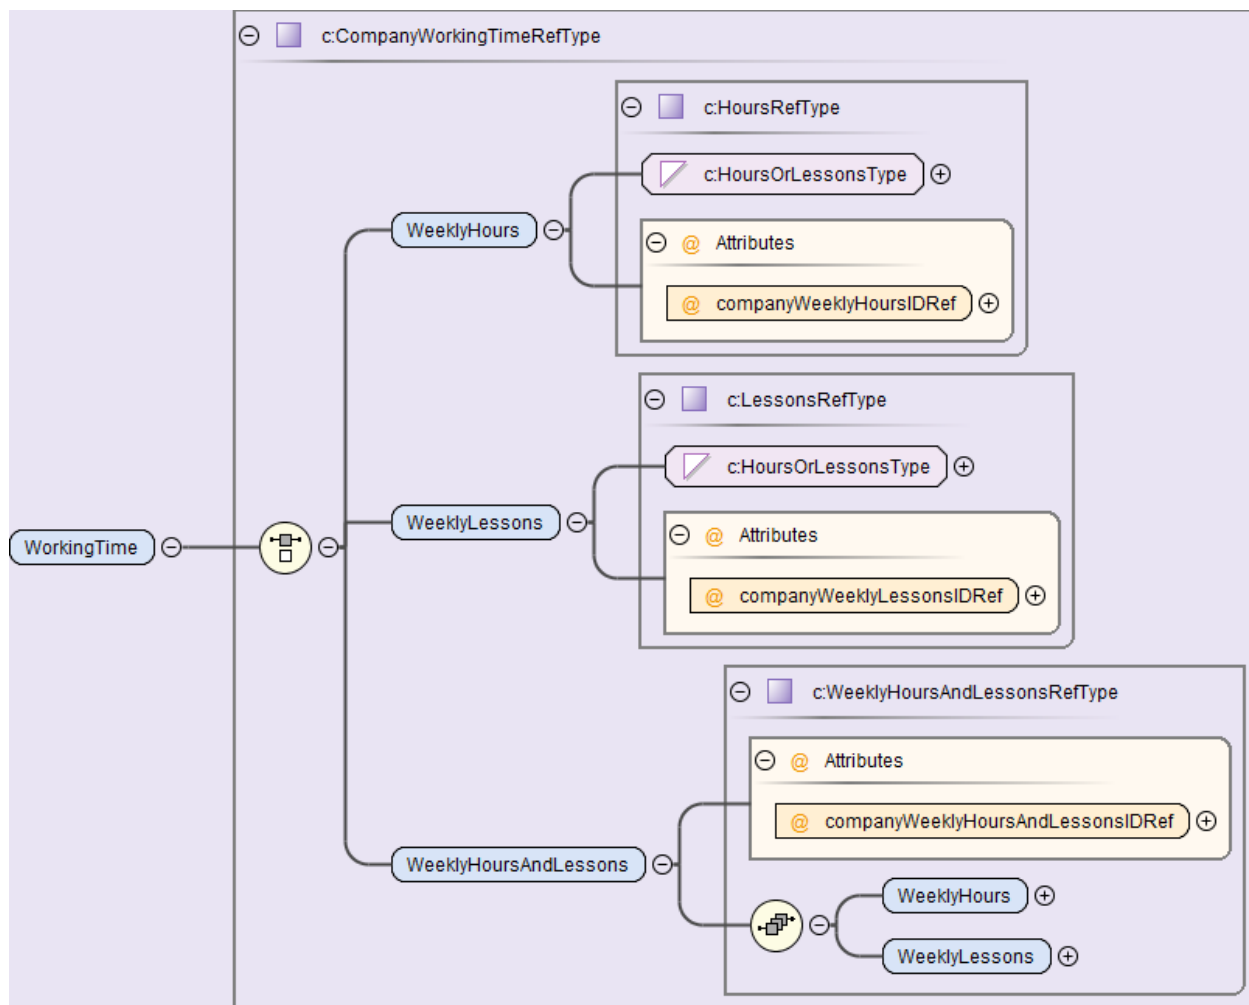 c:CompanyWorkingTimeRefType
c:HoursRefType
c:HoursOrLessonsType
WeeklyHours
@ Attributes
@ companyWeeklyHoursIDRef
c:LessonsRefType
c:HoursOrLessonsType
WeeklyLessons
@ Attributes
WorkingTime
@ companyWeeklyLessonsIDRef
c:WeeklyHoursAndLessonsRefType
@ Attributes
@ companyWeeklyHoursAndLessonsIDRef
WeeklyHoursAndLessons
WeeklyHours
WeeklyLessons